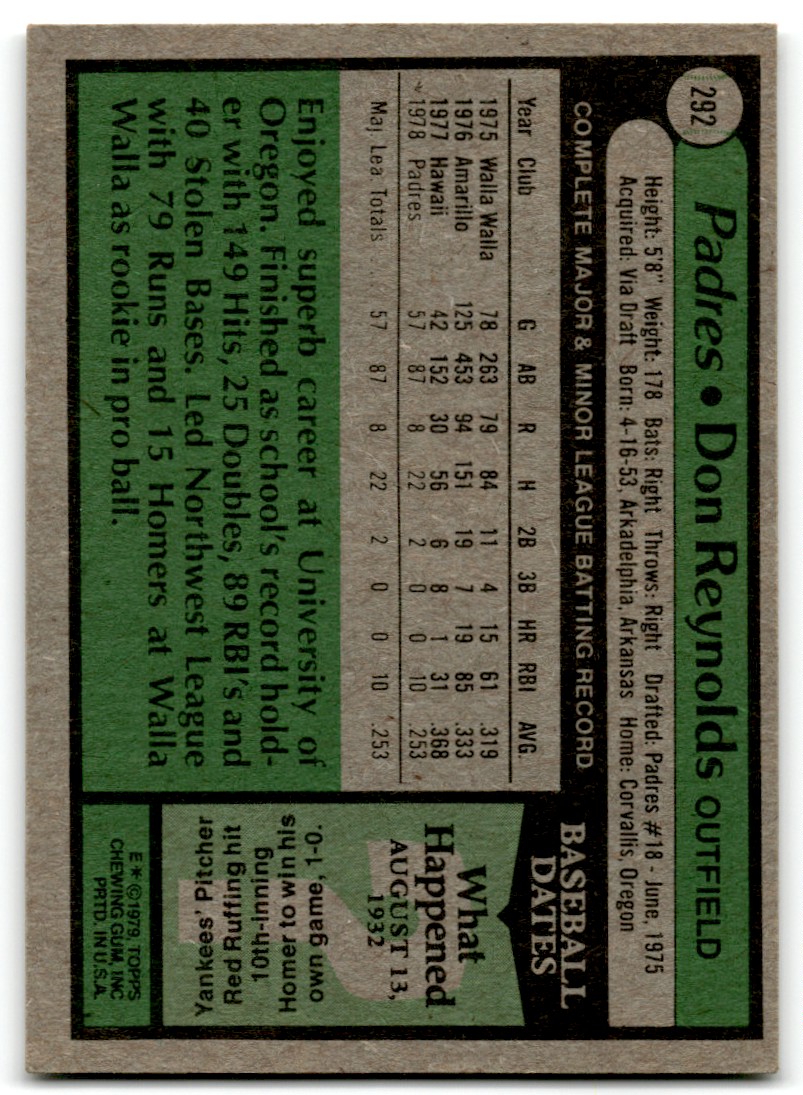 292
Padres • Don Reynolds OUTFIELD
Height: 5'8" Weight: 178 Bats: Right Throws: Right Drafted: Padres #18 - June, 1975
Acquired: Via Draft Born: 4-16-53, Arkadelphia, Arkansas Home: Corvallis, Oregon
COMPLETE MAJOR & MINOR LEAGUE BATTING RECORD
Year Club G AB R H 2B 3B HR RBI AVG.
1975 Walla Walla 78 263 79 84 11 4 15 61 .319
1976 Amarillo 125 453 94 151 19 7 19 85 .333
1977 Hawaii 42 152 30 56 6 8 1 31 .368
1978 Padres 57 87 8 22 2 0 0 10 .253
Maj. Lea. Totals 57 87 8 22 2 0 0 10 .253
Enjoyed superb career at University of
Oregon. Finished as school's record hold-
er with 149 Hits, 25 Doubles, 89 RBI's and
40 Stolen Bases. Led Northwest League
with 79 Runs and 15 Homers at Walla
Walla as rookie in pro ball.
BASEBALL
DATES
What
Happened
AUGUST 13,
1932
?
Yankees' Pitcher
Red Ruffing hit
10th-inning
Homer to win his
own game, 1-0.
E*©1979, TOPPS
CHEWING GUM, INC
PRTD. IN U.S.A.